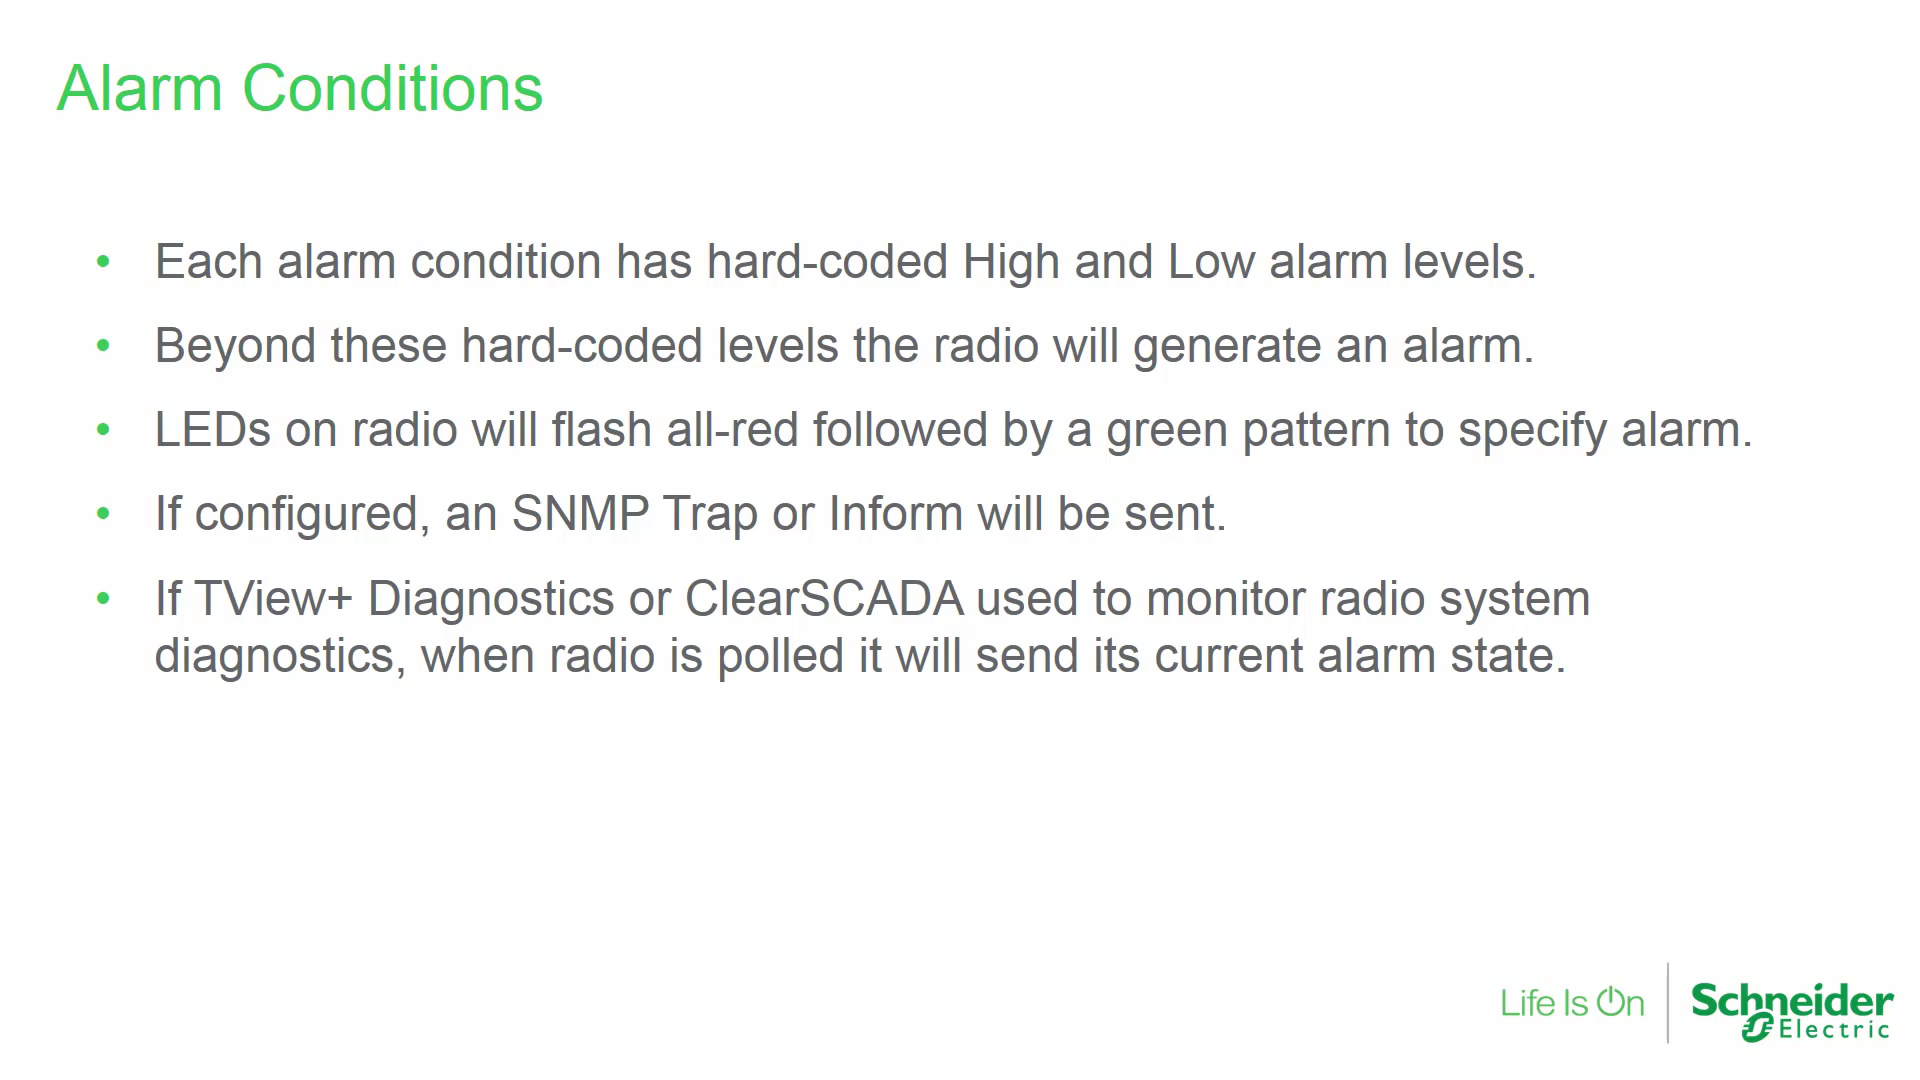 Alarm Conditions
• Each alarm condition has hard-coded High and Low alarm levels.
• Beyond these hard-coded levels the radio will generate an alarm.
• LEDs on radio will flash all-red followed by a green pattern to specify alarm.
• If configured, an SNMP Trap or Inform will be sent.
• If TView+ Diagnostics or ClearSCADA used to monitor radio system
diagnostics, when radio is polled it will send its current alarm state.
Life Is On
Schneider
Electric